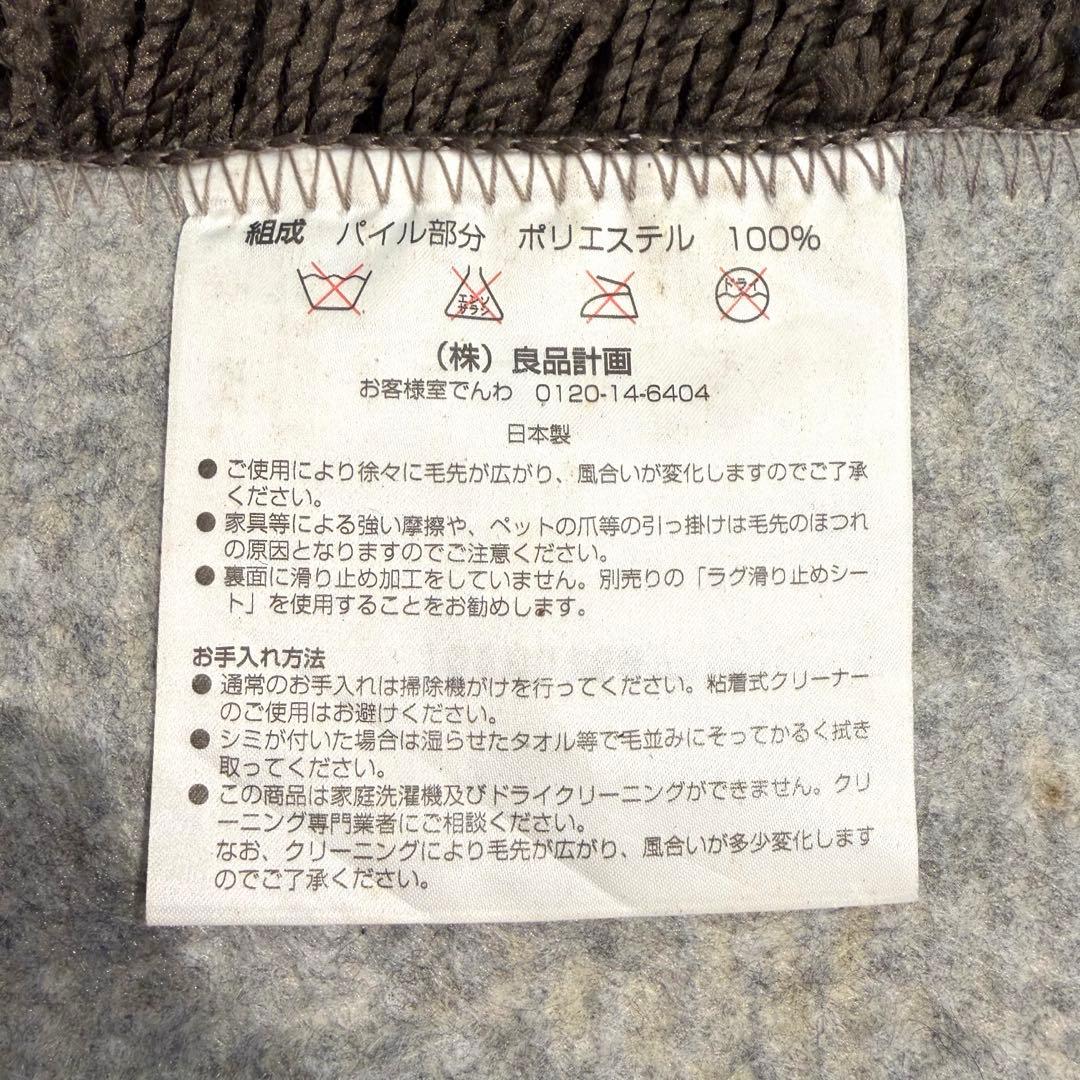 組成 パイル部分 ポリエステル 100%
エンソ
サラシ
ドライ
(株) 良品計画
お客様室でんわ 0120-14-6404
日本製
● ご使用により徐々に毛先が広がり、風合いが変化しますのでご了承
ください。
● 家具等による強い摩擦や、ペットの爪等の引っ掛けは毛先のほつれ
の原因となりますのでご注意ください。
● 裏面に滑り止め加工をしていません。別売りの「ラグ滑り止めシー
ト」を使用することをお勧めします。
お手入れ方法
● 通常のお手入れは掃除機がけを行ってください。粘着式クリーナー
のご使用はお避けください。
● シミが付いた場合は湿らせたタオル等で毛並みにそってかるく拭き
取ってください。
● この商品は家庭洗濯機及びドライクリーニングができません。クリ
ーニング専門業者にご相談ください。
なお、クリーニングにより毛先が広がり、風合いが多少変化します
のでご了承ください。